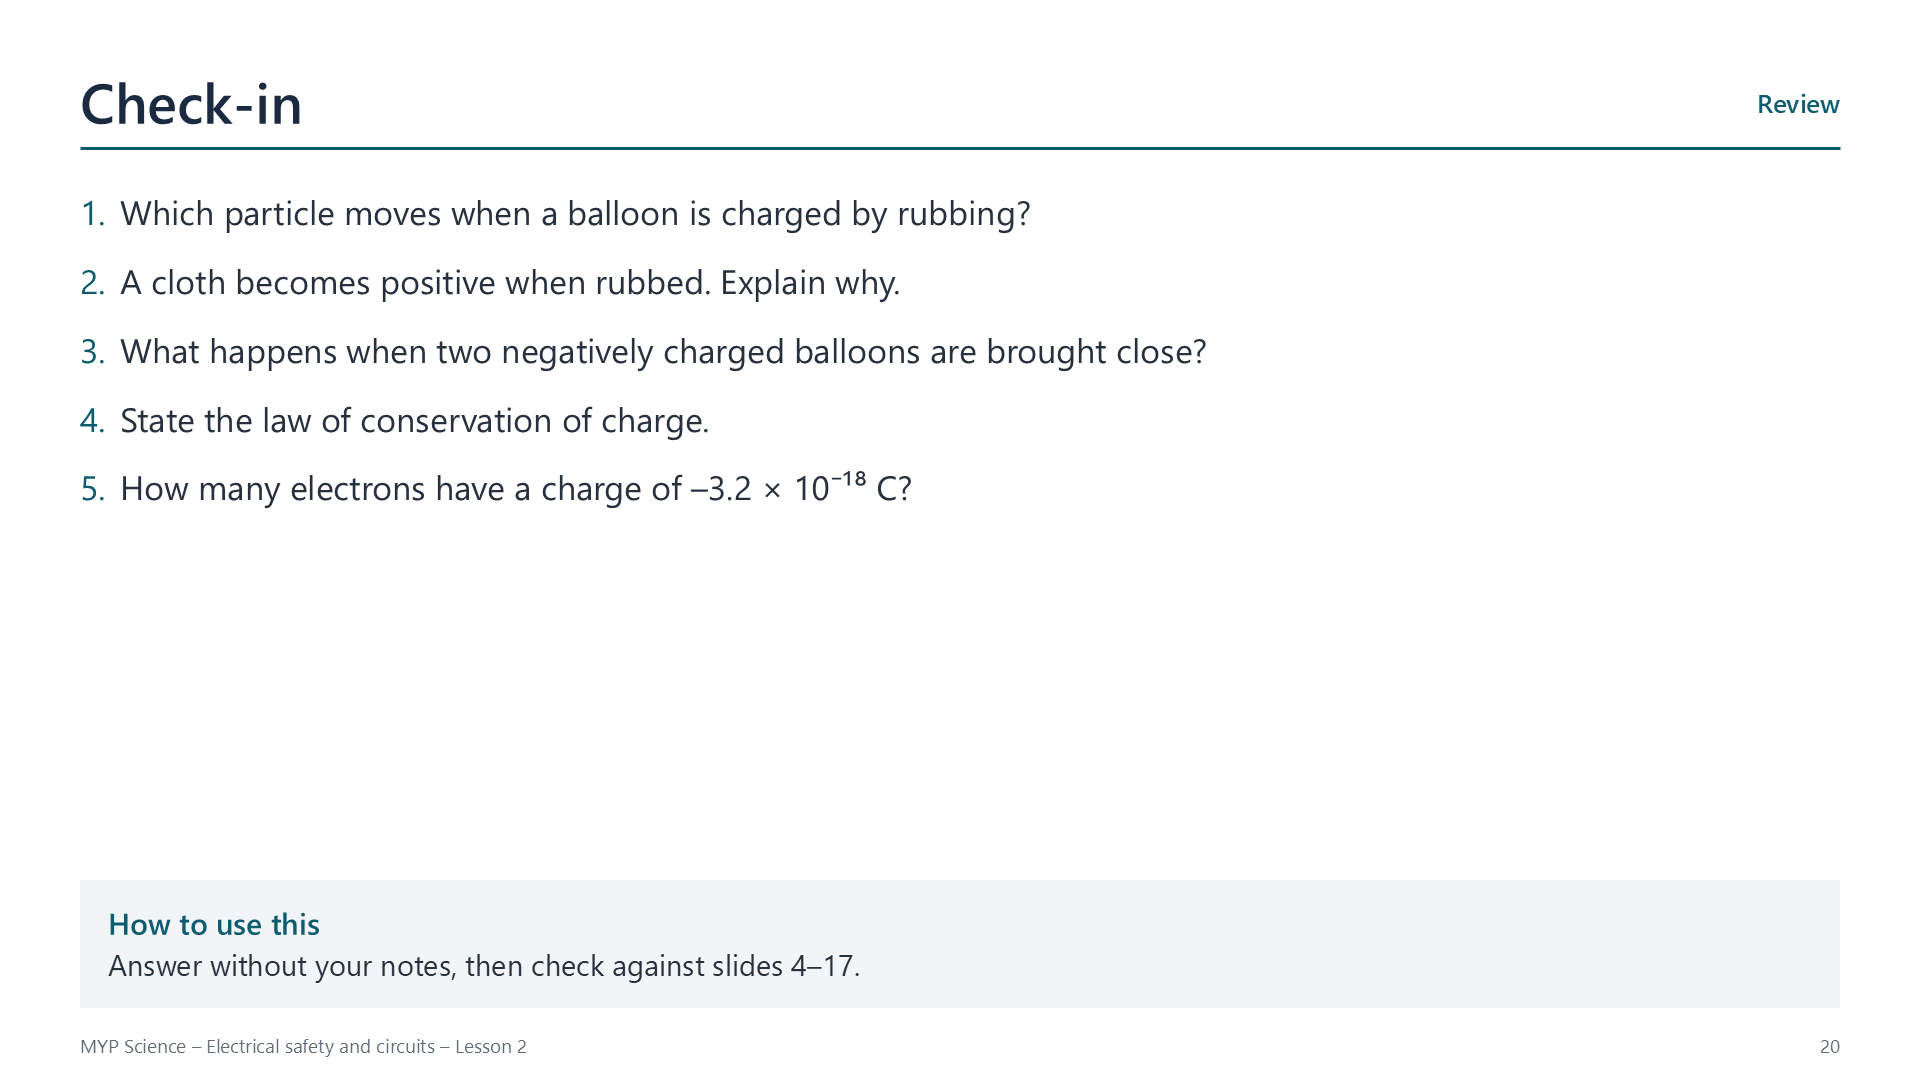 Check-in
Review
1. Which particle moves when a balloon is charged by rubbing?
2. A cloth becomes positive when rubbed. Explain why.
3. What happens when two negatively charged balloons are brought close?
4. State the law of conservation of charge.
5. How many electrons have a charge of –3.2 × 10⁻¹⁸ C?
How to use this
Answer without your notes, then check against slides 4–17.
MYP Science – Electrical safety and circuits – Lesson 2
20